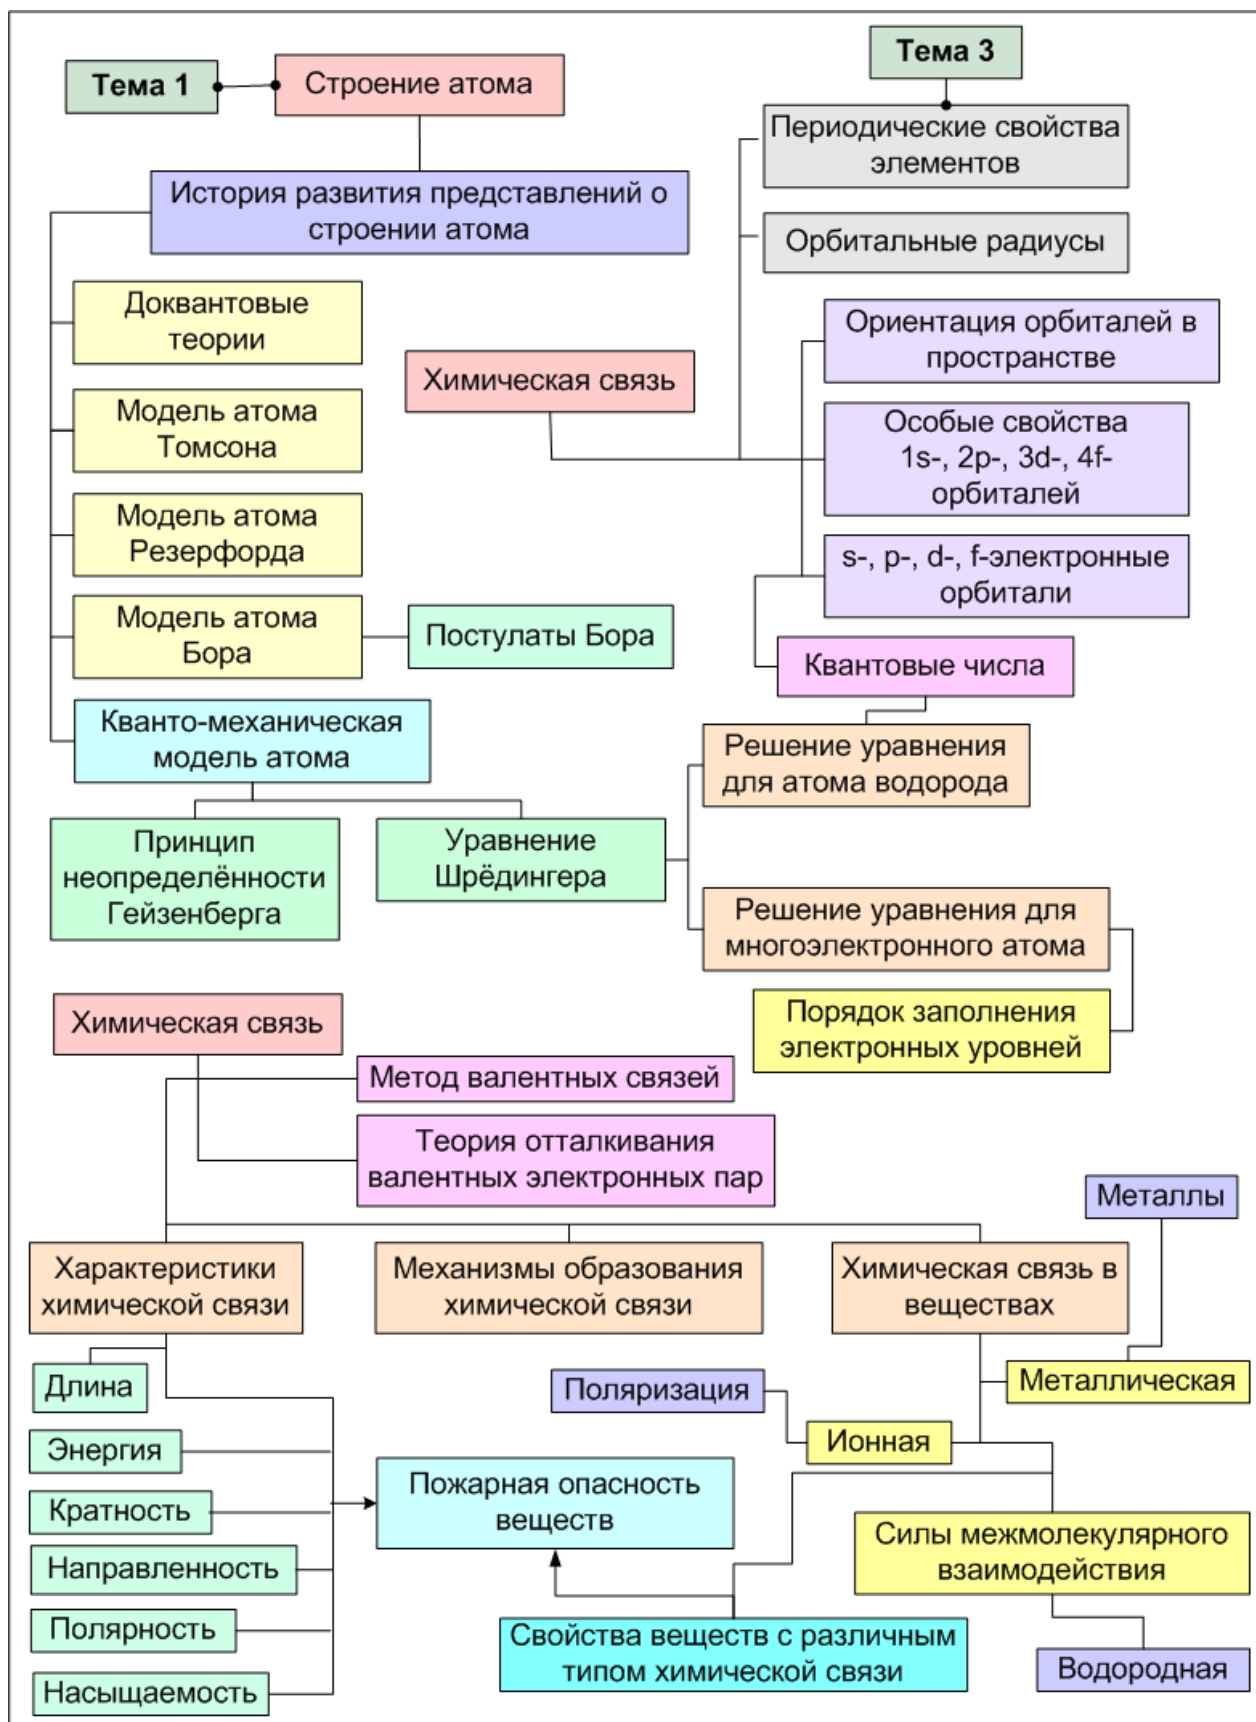 Тема 1
Строение атома
Тема 3
Периодические свойства
элементов
История развития представлений о
строении атома
Орбитальные радиусы
Доквантовые
теории
Химическая связь
Ориентация орбиталей в
пространстве
Модель атома
Томсона
Особые свойства
1s-, 2p-, 3d-, 4f-
орбиталей
Модель атома
Резерфорда
s-, p-, d-, f-электронные
орбитали
Модель атома
Бора
Постулаты Бора
Квантовые числа
Кванто-механическая
модель атома
Решение уравнения
для атома водорода
Принцип
неопределённости
Гейзенберга
Уравнение
Шрёдингера
Решение уравнения для
многоэлектронного атома
Порядок заполнения
электронных уровней
Химическая связь
Метод валентных связей
Теория отталкивания
валентных электронных пар
Металлы
Характеристики
химической связи
Механизмы образования
химической связи
Химическая связь в
веществах
Длина
Поляризация
Металлическая
Энергия
Ионная
Кратность
Пожарная опасность
веществ
Направленность
Силы межмолекулярного
взаимодействия
Полярность
Свойства веществ с различным
типом химической связи
Водородная
Насыщаемость